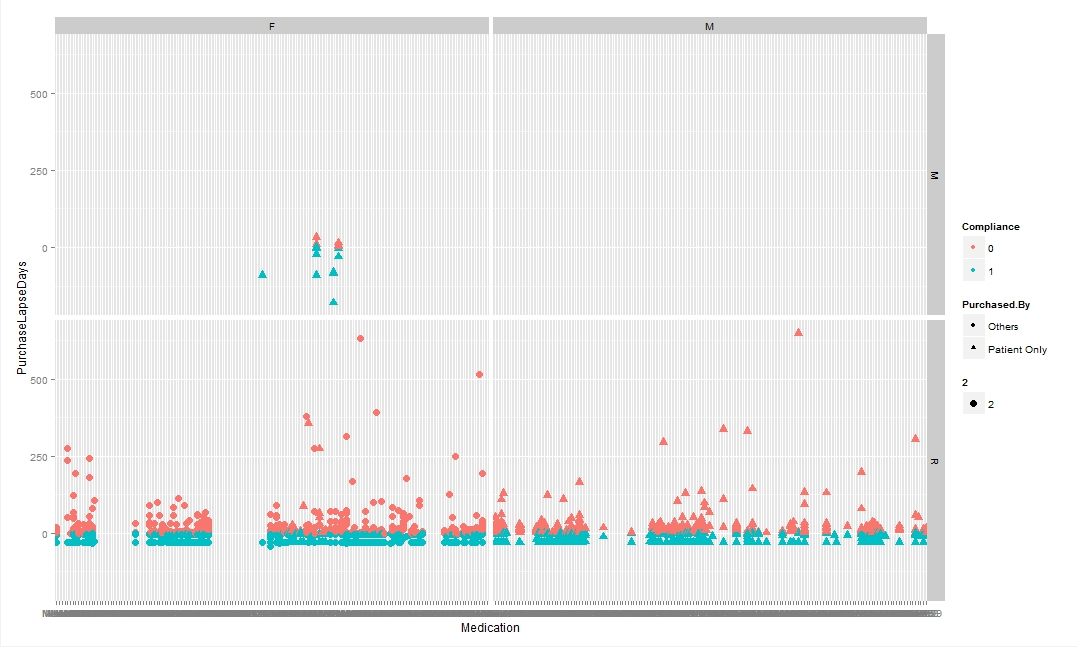 F
M
500
250
0
M
500
250
0
R
PurchaseLapseDays
Medication
Compliance
0
1
Purchased.By
Others
Patient Only
2
2